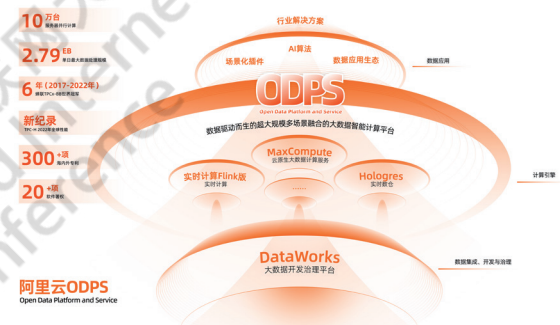 10 万台
服务器并行计算
2.79 EB
单日最大数据处理规模
6 年 (2017-2022年)
蝉联TPCx-BB世界冠军
新纪录
TPC-H 2022年全球性能
300 +项
海内外专利
20 +项
软件著权
行业解决方案
AI算法
场景化插件
数据应用生态
数据应用
ODPS
Open Data Platform and Service
数据驱动而生的超大规模多场景融合的大数据智能计算平台
MaxCompute
云原生大数据计算服务
实时计算Flink版
实时计算
Hologres
实时数仓
......
计算引擎
DataWorks
大数据开发治理平台
数据集成、开发与治理
阿里云ODPS
Open Data Platform and Service